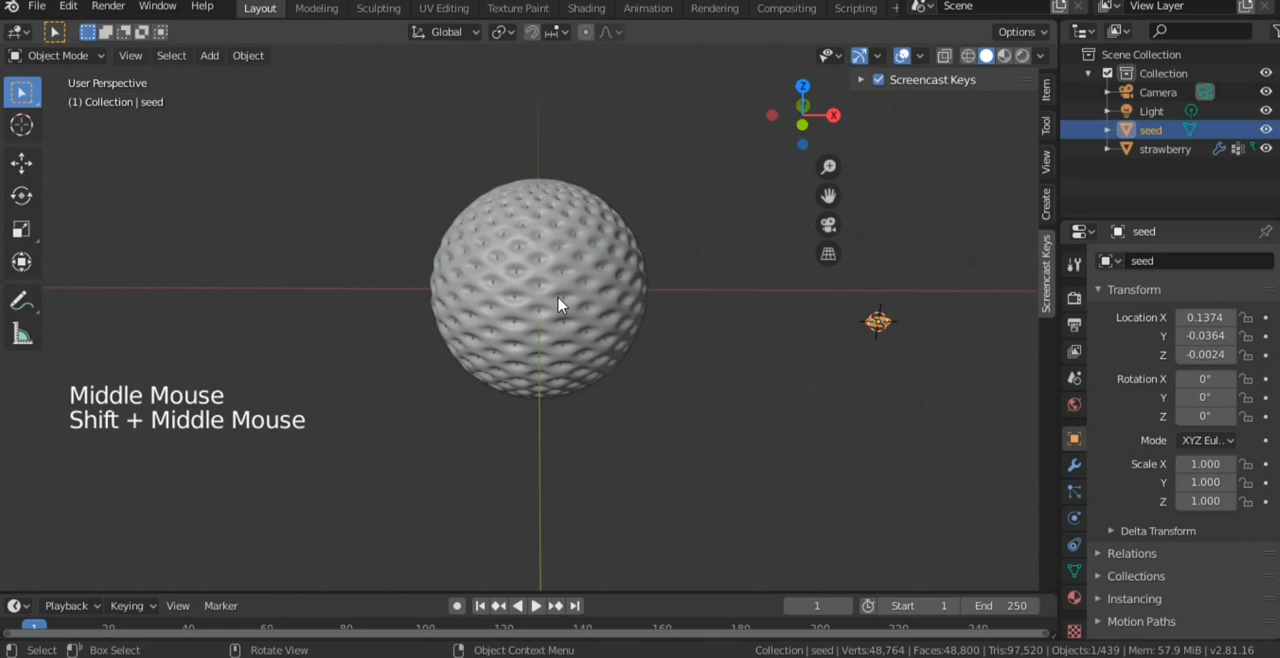 File Edit Render Window Help Layout Modeling Sculpting UV Editing Texture Paint Shading Animation Rendering Compositing Scripting + Scene View Layer
Global Options
Object Mode View Select Add Object
User Perspective
(1) Collection | seed
Screencast Keys
Z
X
Item
Tool
View
Create
Screencast Keys
Scene Collection
Collection
Camera
Light
seed
strawberry
seed
seed
Transform
Location X 0.1374
Y -0.0364
Z -0.0024
Rotation X 0°
Y 0°
Z 0°
Mode XYZ Eul..
Scale X 1.000
Y 1.000
Z 1.000
Delta Transform
Relations
Collections
Instancing
Motion Paths
Middle Mouse
Shift + Middle Mouse
Playback Keying View Marker 1 Start 1 End 250
1 20 40 60 80 100 120 140 160 180 200 220 240
Select Box Select Rotate View Object Context Menu Collection | seed | Verts:48,764 | Faces:48,800 | Tris:97,520 | Objects:1/439 | Mem: 57.9 MiB | v2.81.16